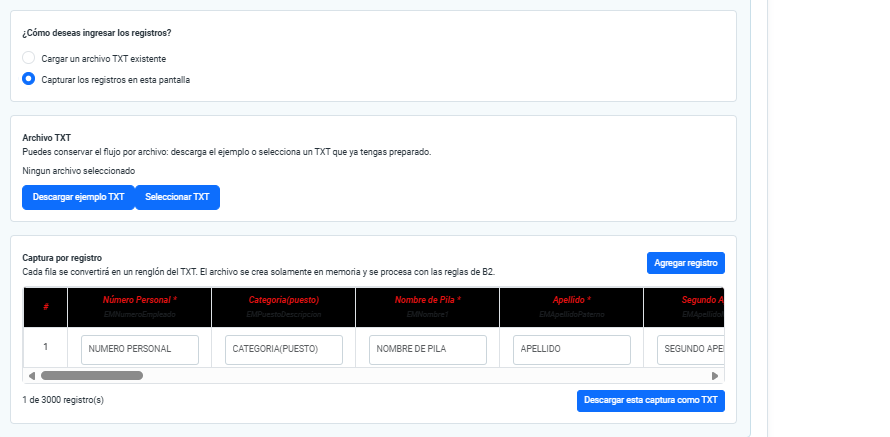 ¿Cómo deseas ingresar los registros?
Cargar un archivo TXT existente
Capturar los registros en esta pantalla
Archivo TXT
Puedes conservar el flujo por archivo: descarga el ejemplo o selecciona un TXT que ya tengas preparado.
Ningun archivo seleccionado
Descargar ejemplo TXT Seleccionar TXT
Captura por registro
Agregar registro
Cada fila se convertirá en un renglón del TXT. El archivo se crea solamente en memoria y se procesa con las reglas de B2.
# Número Personal * Categoria(puesto) Nombre de Pila * Apellido * Segundo A
EMNumeroEmpleado EMPuestoDescripcion EMNombre1 EMApellidoPaterno EMApellid
1 NUMERO PERSONAL CATEGORIA(PUESTO) NOMBRE DE PILA APELLIDO SEGUNDO APE
1 de 3000 registro(s)
Descargar esta captura como TXT